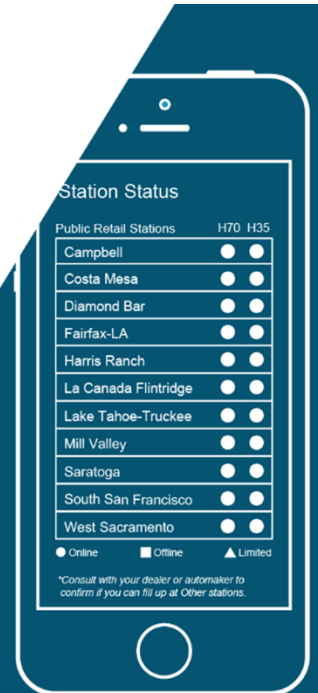 Station Status
Public Retail Stations H70 H35
Campbell
Costa Mesa
Diamond Bar
Fairfax-LA
Harris Ranch
La Canada Flintridge
Lake Tahoe-Truckee
Mill Valley
Saratoga
South San Francisco
West Sacramento
Online Offline Limited
*Consult with your dealer or automaker to
confirm if you can fill up at Other stations.